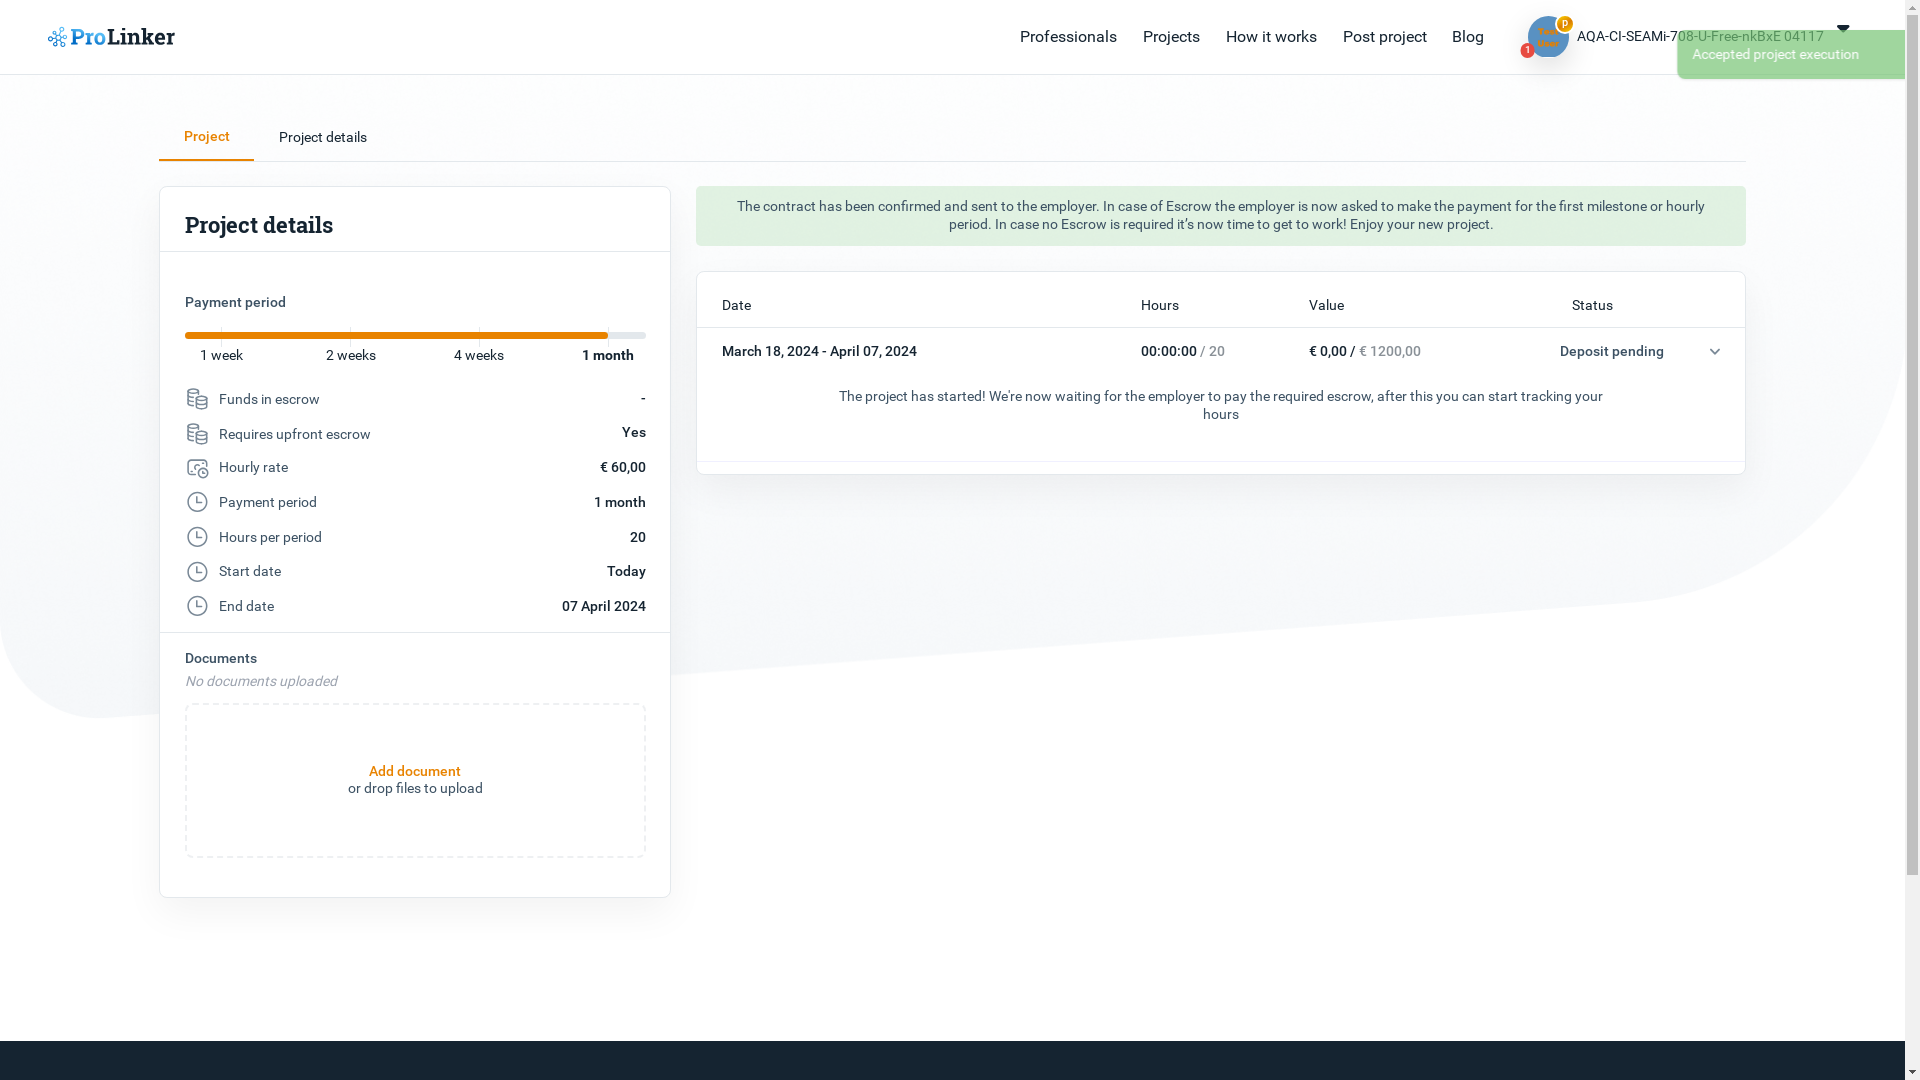 ProLinker
Professionals
Projects
How it works
Post project
Blog
p
1
AQA-CI-SEAMi-708-U-Free-nkBxE 04117
Accepted project execution
Project
Project details
Project details
Payment period
1 week
2 weeks
4 weeks
1 month
Funds in escrow
-
Requires upfront escrow
Yes
Hourly rate
€ 60,00
Payment period
1 month
Hours per period
20
Start date
Today
End date
07 April 2024
Documents
No documents uploaded
Add document
or drop files to upload
The contract has been confirmed and sent to the employer. In case of Escrow the employer is now asked to make the payment for the first milestone or hourly
period. In case no Escrow is required it’s now time to get to work! Enjoy your new project.
Date
Hours
Value
Status
March 18, 2024 - April 07, 2024
00:00:00 / 20
€ 0,00 / € 1200,00
Deposit pending
The project has started! We're now waiting for the employer to pay the required escrow, after this you can start tracking your
hours